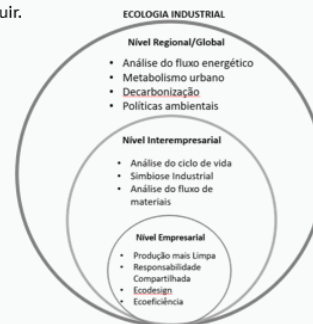 uir.
ECOLOGIA INDUSTRIAL
Nível Regional/Global
• Análise do fluxo energético
• Metabolismo urbano
• Decarbonização
• Políticas ambientais
Nível Interempresarial
• Análise do ciclo de vida
• Simbiose Industrial
• Análise do fluxo de
materiais
Nível Empresarial
• Produção mais Limpa
• Responsabilidade
Compartilhada
• Ecodesign
• Ecoeficiência